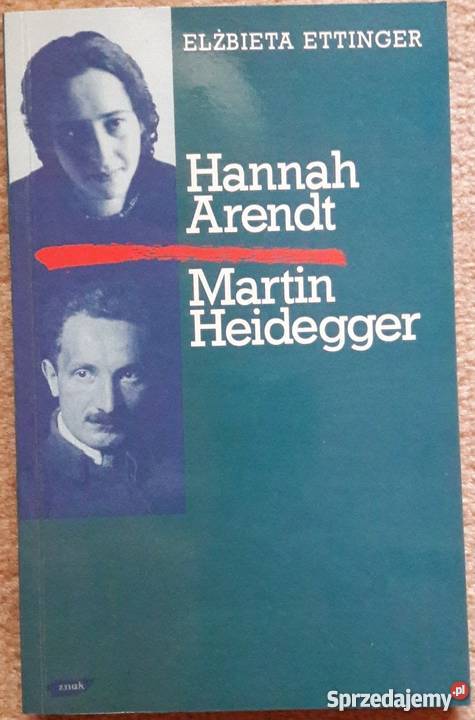 ELŻBIETA ETTINGER
Hannah
Arendt
Martin
Heidegger
znak
Sprzedajemy.pl